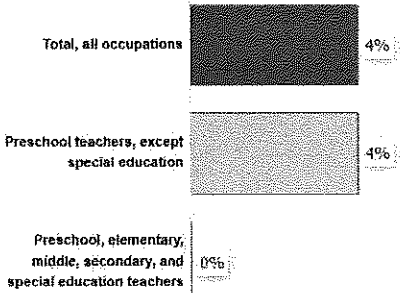 Total, all occupations
4%
Preschool teachers, except
special education
4%
Preschool, elementary,
middle, secondary, and
special education teachers
0%